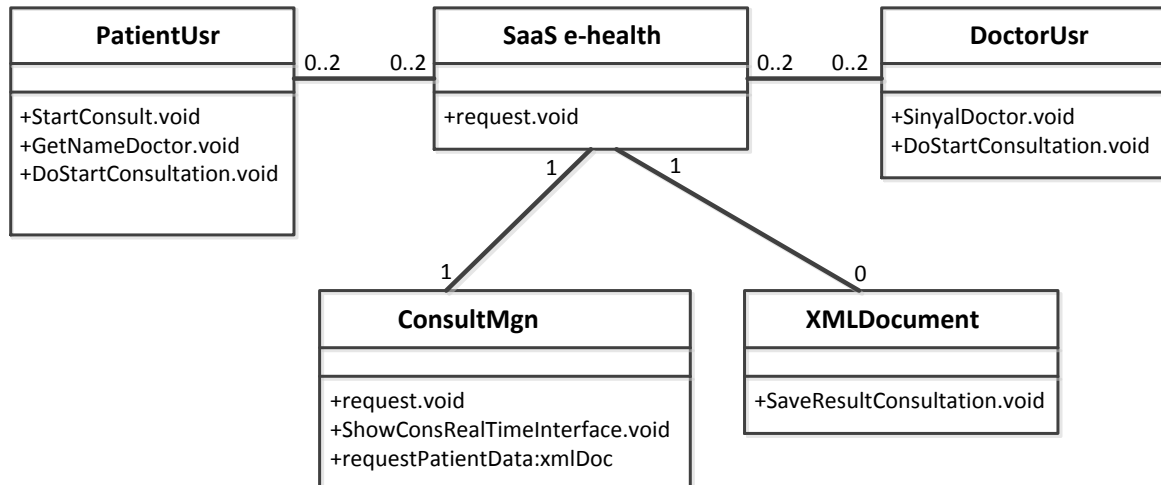 PatientUsr
+StartConsult.void
+GetNameDoctor.void
+DoStartConsultation.void
0..2
0..2
SaaS e-health
+request.void
0..2
0..2
DoctorUsr
+SinyalDoctor.void
+DoStartConsultation.void
1
1
1
0
ConsultMgn
+request.void
+ShowConsRealTimeInterface.void
+requestPatientData:xmlDoc
XMLDocument
+SaveResultConsultation.void